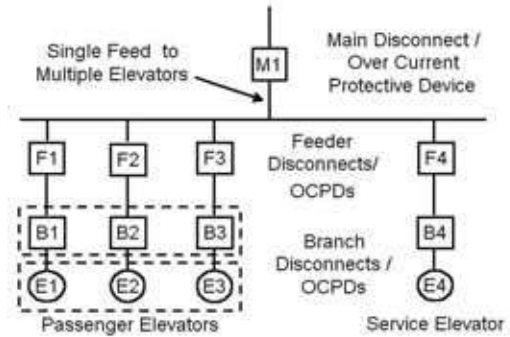 Single Feed to
Multiple Elevators
M1
Main Disconnect /
Over Current
Protective Device
F1
F2
F3
Feeder
Disconnects/
OCPDs
F4
B1
B2
B3
Branch
Disconnects /
OCPDs
B4
E1
E2
E3
E4
Passenger Elevators
Service Elevator